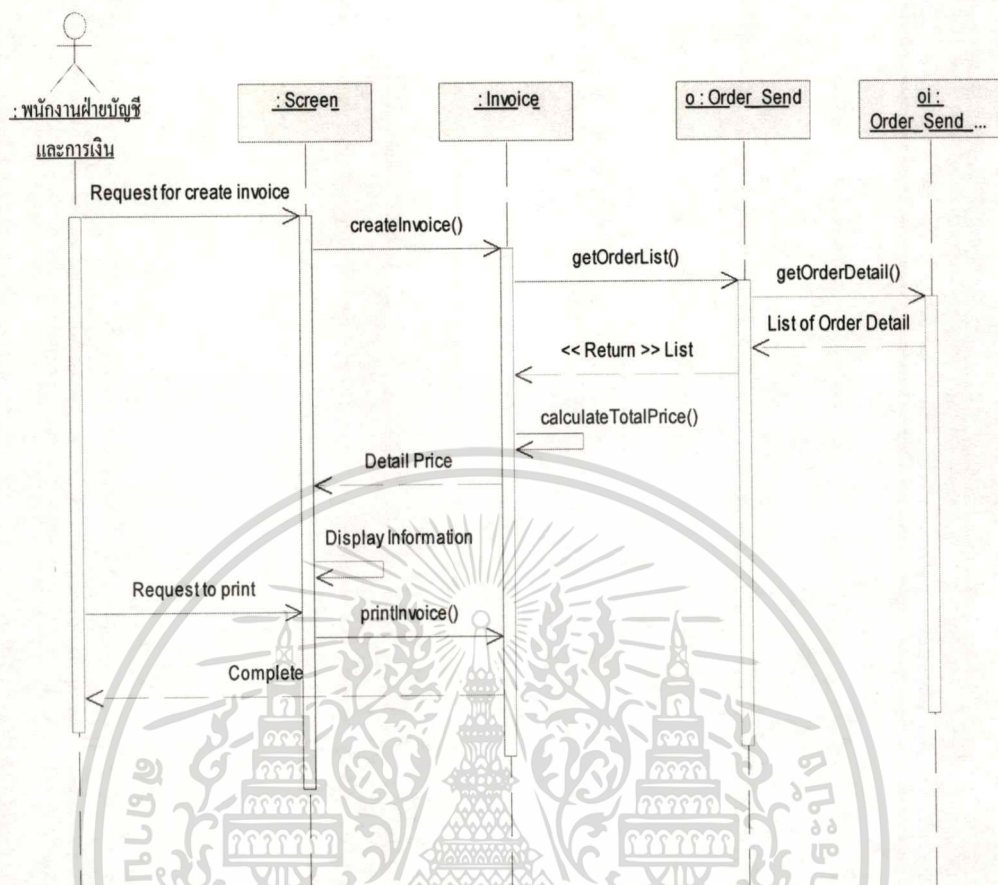 : พนักงานฝ่ายบัญชี
และการเงิน
: Screen
: Invoice
o : Order_Send
oi :
Order_Send_...
Request for create invoice
createInvoice()
getOrderList()
getOrderDetail()
List of Order Detail
<< Return >> List
calculateTotalPrice()
Detail Price
Display Information
Request to print
printInvoice()
Complete